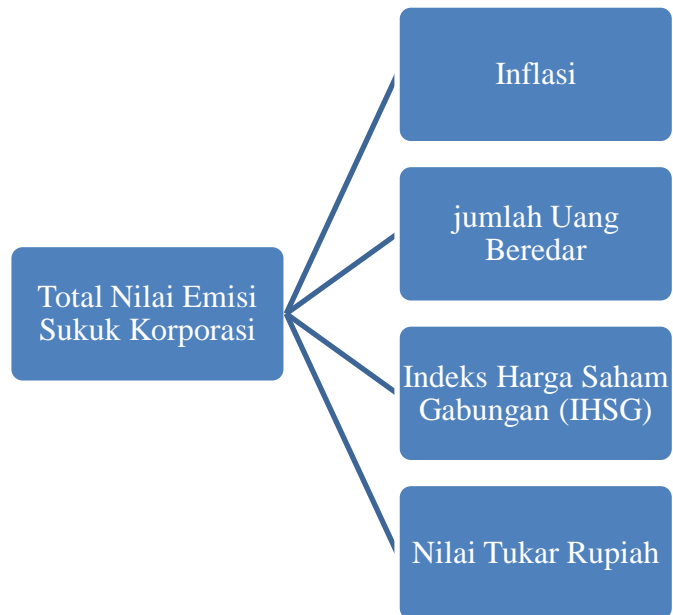 Total Nilai Emisi
Sukuk Korporasi
Inflasi
jumlah Uang
Beredar
Indeks Harga Saham
Gabungan (IHSG)
Nilai Tukar Rupiah